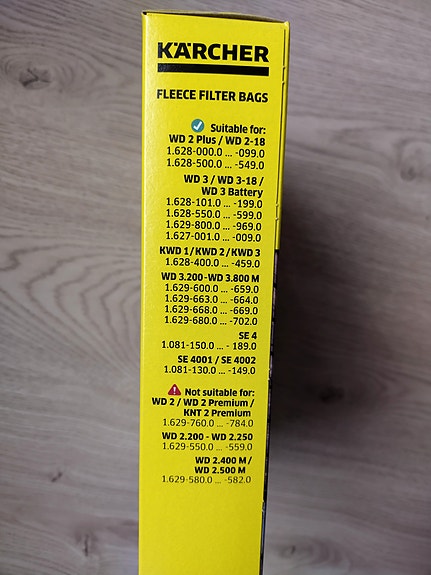 KÄRCHER
FLEECE FILTER BAGS
Suitable for:
WD 2 Plus / WD 2-18
1.628-000.0 ... -099.0
1.628-500.0 ... -549.0
WD 3 / WD 3-18 /
WD 3 Battery
1.628-101.0 ... -199.0
1.628-550.0 ... -599.0
1.629-800.0 ... -969.0
1.627-001.0 ... -009.0
KWD 1 / KWD 2 / KWD 3
1.628-400.0 ... -459.0
WD 3.200 - WD 3.800 M
1.629-600.0 ... -659.0
1.629-663.0 ... -664.0
1.629-668.0 ... -669.0
1.629-680.0 ... -702.0
SE 4
1.081-150.0 ... - 189.0
SE 4001 / SE 4002
1.081-130.0 ... -149.0
Not suitable for:
WD 2 / WD 2 Premium /
KNT 2 Premium
1.629-760.0 ... -784.0
WD 2.200 - WD 2.250
1.629-550.0 ... -559.0
WD 2.400 M /
WD 2.500 M
1.629-580.0 ... -582.0